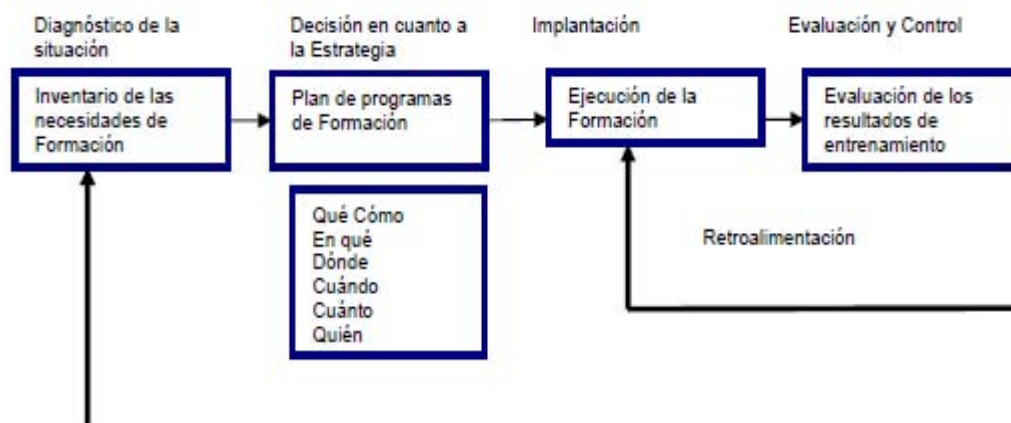 Diagnóstico de la
situación
Decisión en cuanto a
la Estrategia
Implantación
Evaluación y Control
Inventario de las
necesidades de
Formación
Plan de programas
de Formación
Ejecución de la
Formación
Evaluación de los
resultados de
entrenamiento
Qué Cómo
En qué
Dónde
Cuándo
Cuánto
Quién
Retroalimentación